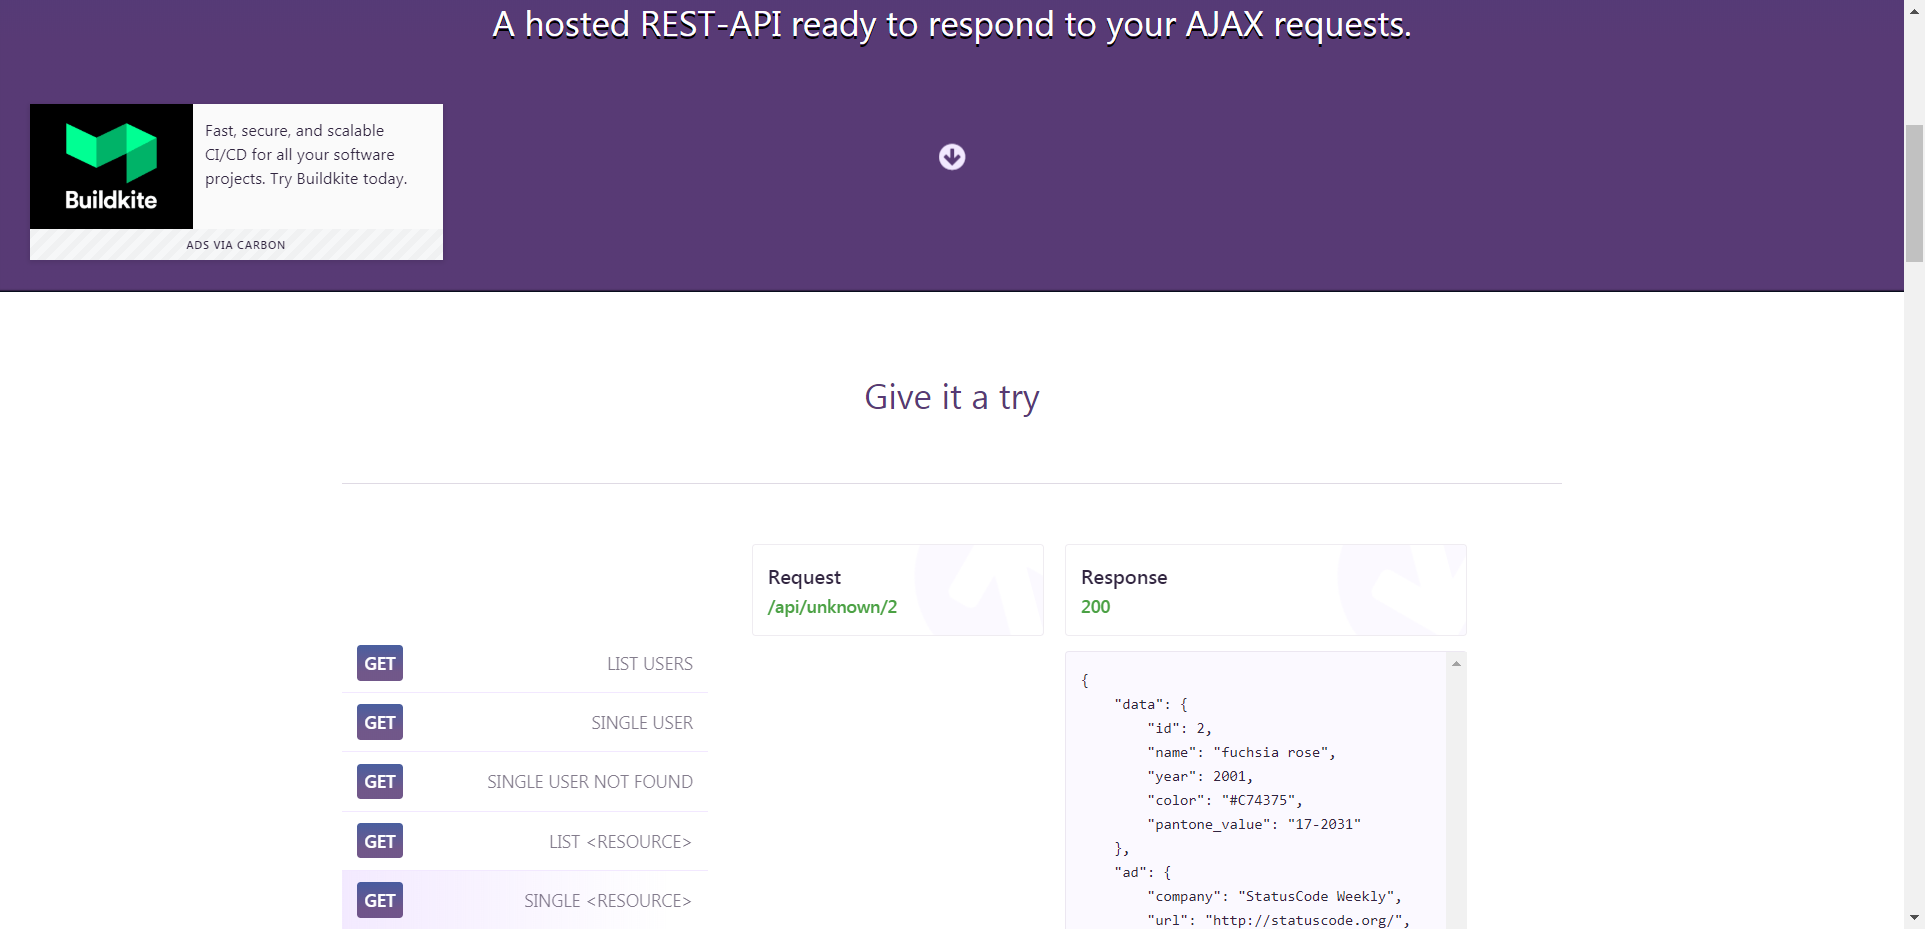 A hosted REST-API ready to respond to your AJAX requests.
Buildkite
Fast, secure, and scalable
CI/CD for all your software
projects. Try Buildkite today.
ADS VIA CARBON
Give it a try
GET LIST USERS
GET SINGLE USER
GET SINGLE USER NOT FOUND
GET LIST <RESOURCE>
GET SINGLE <RESOURCE>
Request
/api/unknown/2
Response
200
{
    "data": {
        "id": 2,
        "name": "fuchsia rose",
        "year": 2001,
        "color": "#C74375",
        "pantone_value": "17-2031"
    },
    "ad": {
        "company": "StatusCode Weekly",
        "url": "http://statuscode.org/",